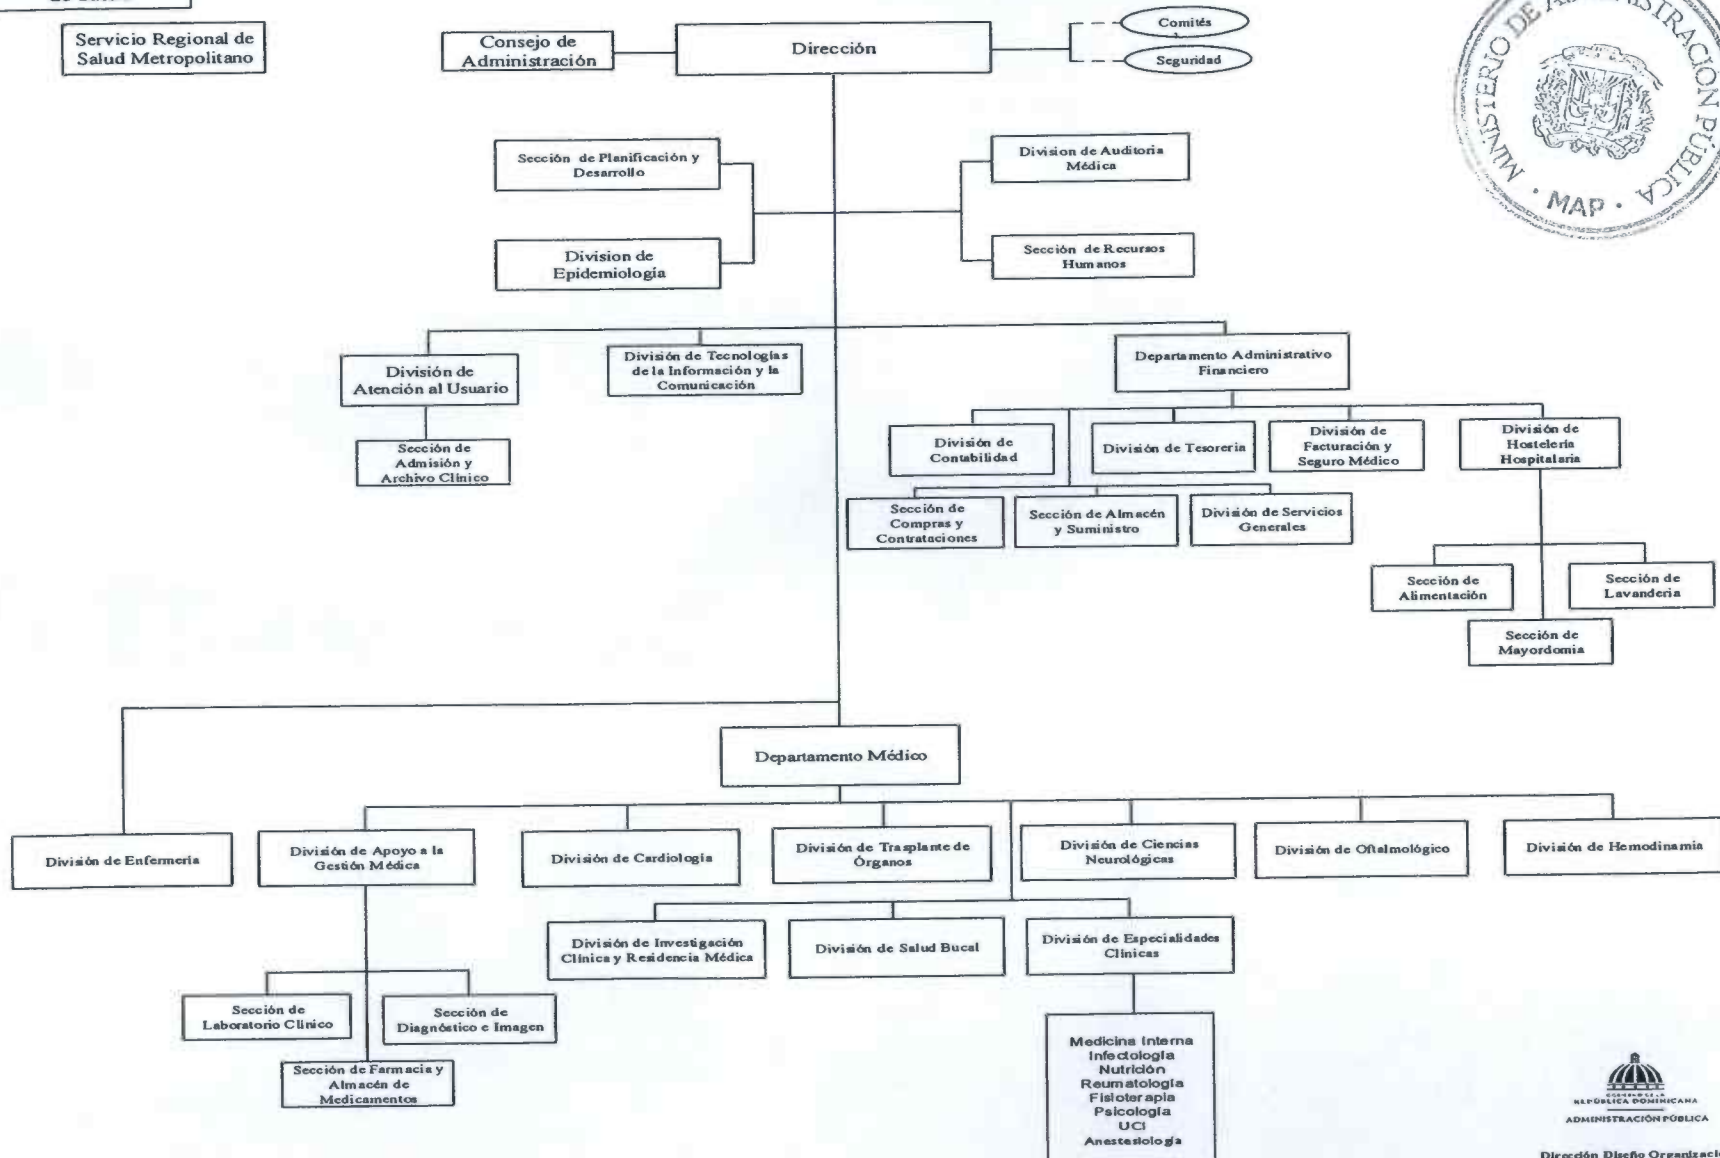 Servicio Regional de
Salud Metropolitano
Consejo de
Administración
Dirección
Comités
Seguridad
MINISTERIO DE ADMINISTRACIÓN PÚBLICA
· MAP ·
Sección de Planificación y
Desarrollo
Division de Auditoria
Médica
Division de
Epidemiología
Sección de Recursos
Humanos
División de
Atención al Usuario
División de Tecnologías
de la Información y la
Comunicación
Departamento Administrativo
Financiero
Sección de
Admisión y
Archivo Clínico
División de
Contabilidad
División de Tesorería
División de
Facturación y
Seguro Médico
División de
Hostelería
Hospitalaria
Sección de
Compras y
Contrataciones
Sección de Almacén
y Suministro
División de Servicios
Generales
Sección de
Alimentación
Sección de
Lavanderia
Sección de
Mayordomia
Departamento Médico
División de Enfermería
División de Apoyo a la
Gestión Médica
División de Cardiología
División de Trasplante de
Órganos
División de Ciencias
Neurológicas
División de Oftalmológico
División de Hemodinamia
División de Investigación
Clínica y Residencia Médica
División de Salud Bucal
División de Especialidades
Clínicas
Sección de
Laboratorio Clínico
Sección de
Diagnóstico e Imagen
Sección de Farmacia y
Almacén de
Medicamentos
Medicina Interna
Infectología
Nutrición
Reumatología
Fisioterapia
Psicología
UCI
Anestesiología
REPÚBLICA DOMINICANA
ADMINISTRACIÓN PÚBLICA
Dirección Diseño